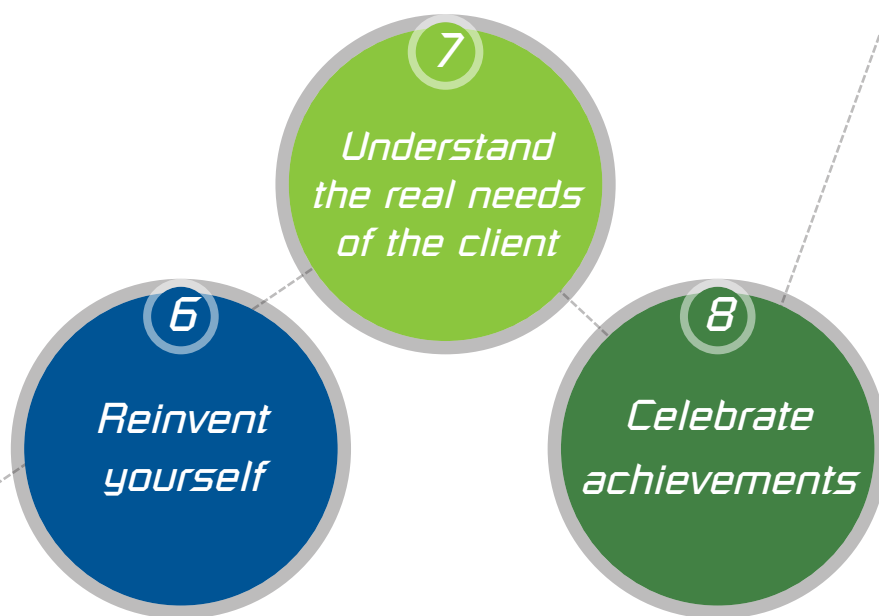 6
Reinvent
yourself
7
Understand
the real needs
of the client
8
Celebrate
achievements